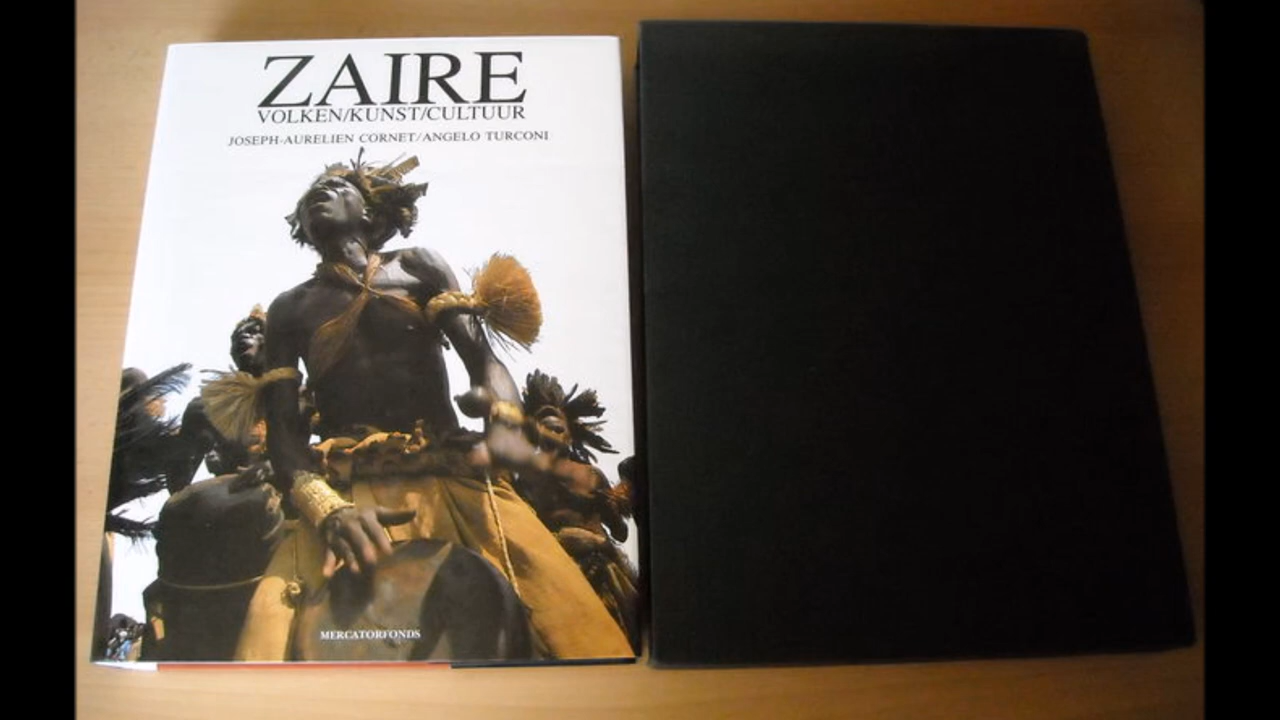 ZAIRE
VOLKEN/KUNST/CULTUUR
JOSEPH-AURELIEN CORNET/ANGELO TURCONI
MERCATORFONDS